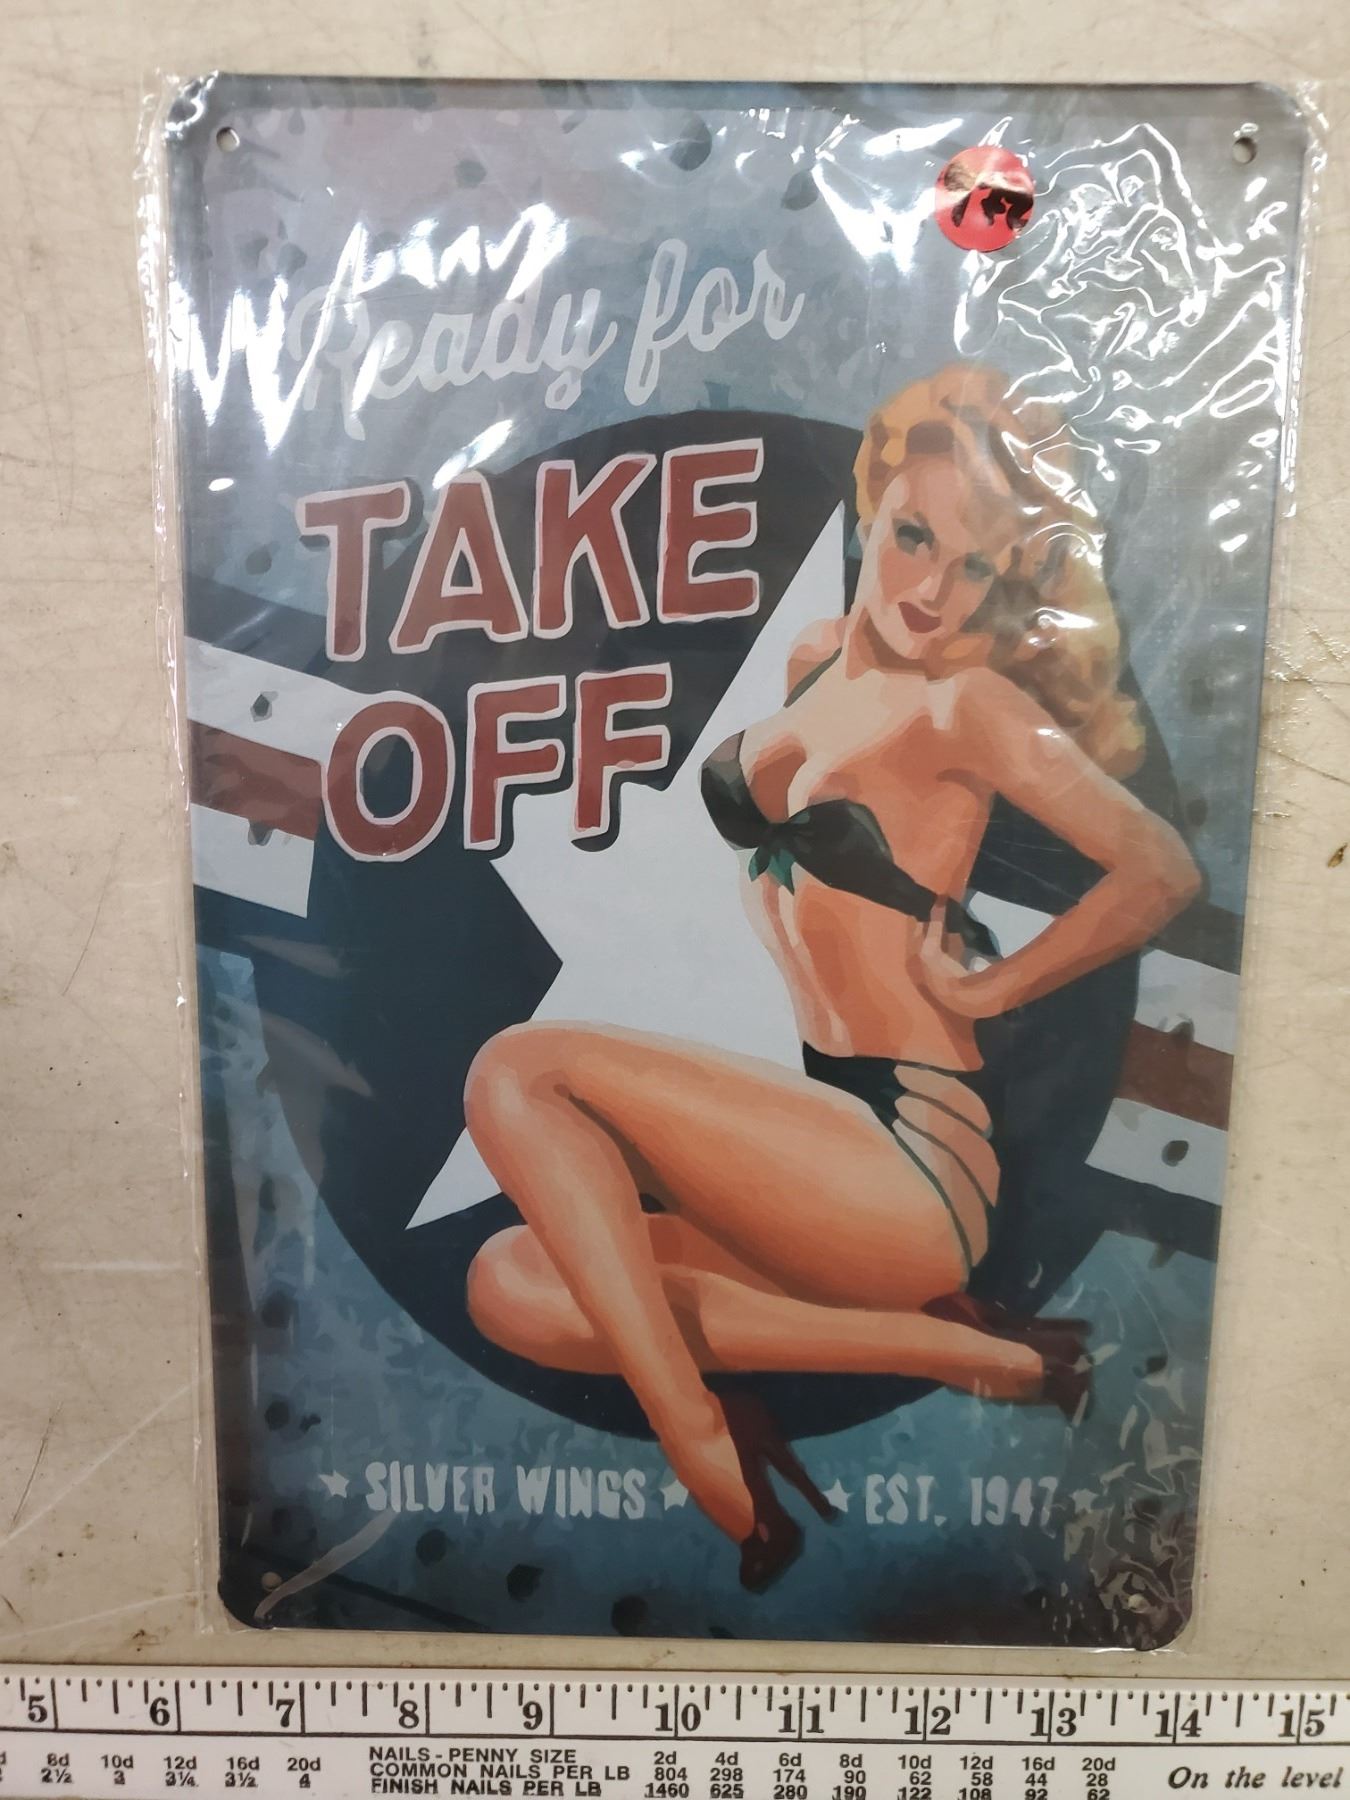 Ready for
TAKE
OFF
SILVER WINGS EST. 1947
5 6 7 8 9 10 11 12 13 14 15
8d 10d 12d 16d 20d NAILS - PENNY SIZE 2d 4d 6d 8d 10d 12d 16d 20d
2½ 3 3¼ 3½ 4 COMMON NAILS PER LB 804 298 174 90 62 58 44 28 On the level
FINISH NAILS PER LB 1460 625 280 190 122 108 92 62